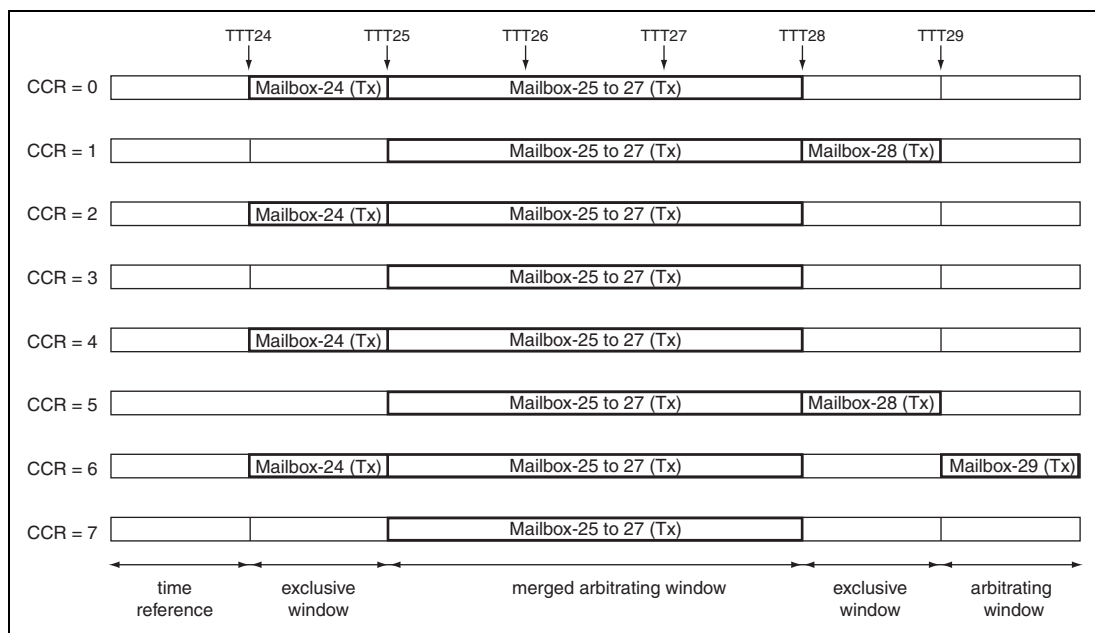 TTT24 TTT25 TTT26 TTT27 TTT28 TTT29
CCR = 0 Mailbox-24 (Tx) Mailbox-25 to 27 (Tx)
CCR = 1 Mailbox-25 to 27 (Tx) Mailbox-28 (Tx)
CCR = 2 Mailbox-24 (Tx) Mailbox-25 to 27 (Tx)
CCR = 3 Mailbox-25 to 27 (Tx)
CCR = 4 Mailbox-24 (Tx) Mailbox-25 to 27 (Tx)
CCR = 5 Mailbox-25 to 27 (Tx) Mailbox-28 (Tx)
CCR = 6 Mailbox-24 (Tx) Mailbox-25 to 27 (Tx) Mailbox-29 (Tx)
CCR = 7 Mailbox-25 to 27 (Tx)
time exclusive merged arbitrating window exclusive arbitrating
reference window window window